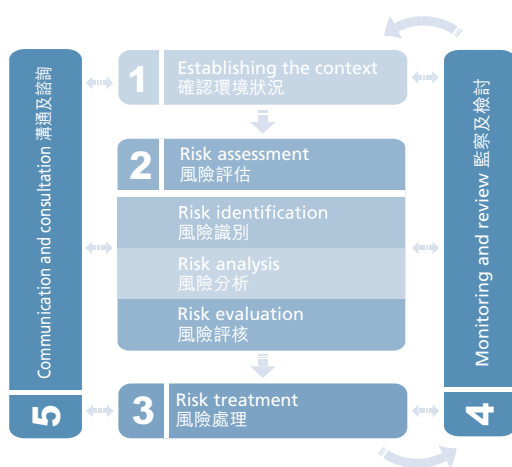 1
Establishing the context
確認環境狀況
2
Risk assessment
風險評估
Risk identification
風險識別
Risk analysis
風險分析
Risk evaluation
風險評核
3
Risk treatment
風險處理
4
Monitoring and review 監察及檢討
5
Communication and consultation 溝通及諮詢